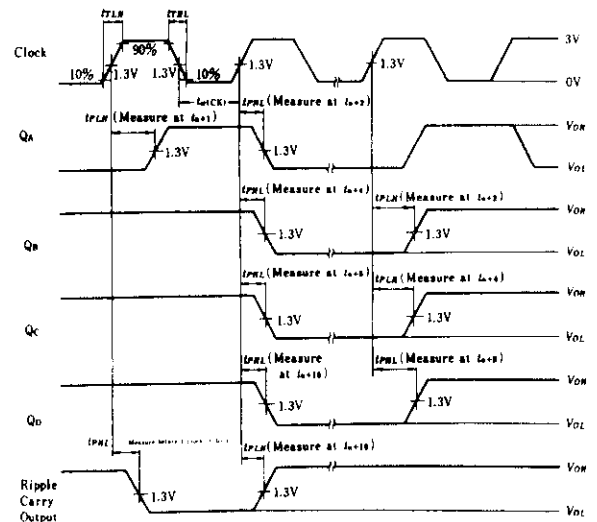 tTLH tTHL
90%
3V
Clock
10% 1.3V 1.3V 10% 1.3V 1.3V
0V
tw(CK)
tPLH (Measure at tn+1) tPHL (Measure at tn+2)
VOH
QA
1.3V 1.3V
VOL
tPHL (Measure at tn+4) tPLH (Measure at tn+2)
VOH
QB
1.3V 1.3V
VOL
tPHL (Measure at tn+8) tPLH (Measure at tn+4)
VOH
QC
1.3V 1.3V
VOL
tPHL (Measure at tn+16) tPHL (Measure at tn+8)
VOH
QD
1.3V 1.3V
VOL
tPHL tPLH (Measure at tn+16)
VOH
Ripple
Carry
Output
1.3V 1.3V
VOL